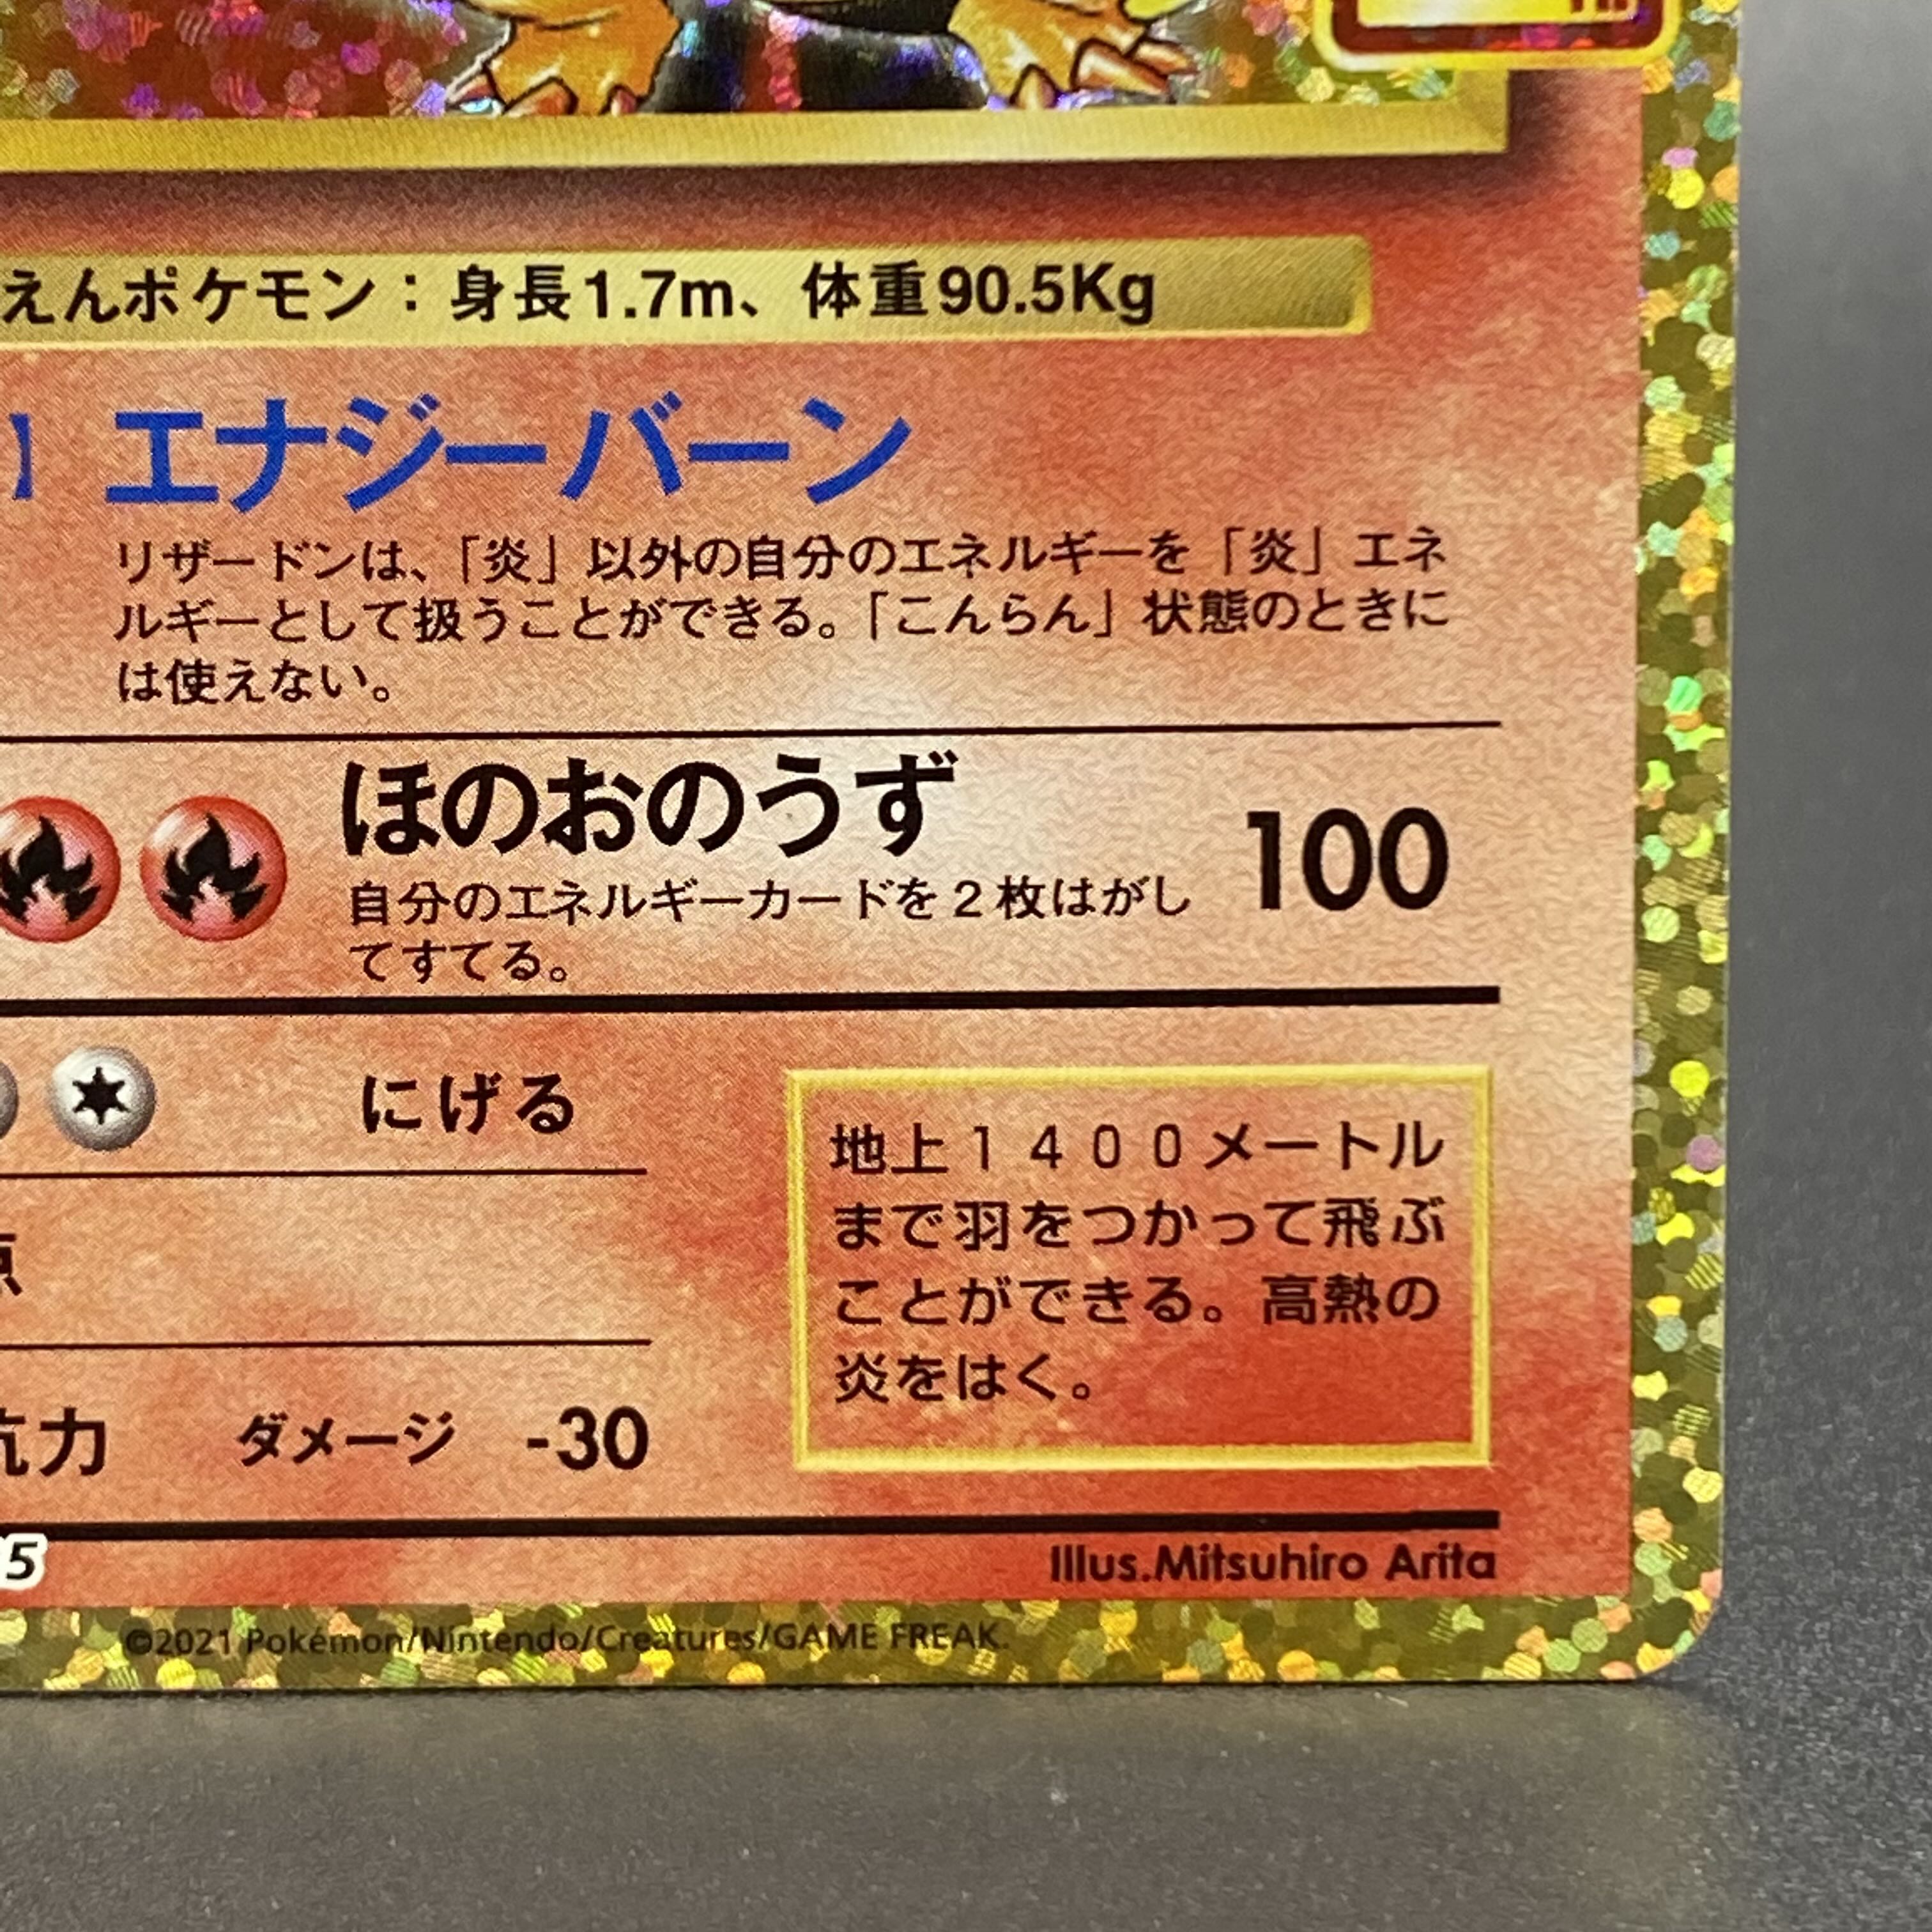 えんポケモン：身長1.7m、体重90.5Kg
】エナジーバーン
リザードンは、「炎」以外の自分のエネルギーを「炎」エネ
ルギーとして扱うことができる。「こんらん」状態のときに
は使えない。
ほのおのうず
100
自分のエネルギーカードを2枚はがし
てすてる。
にげる
抗力 ダメージ -30
地上1400メートル
まで羽をつかって飛ぶ
ことができる。高熱の
炎をはく。
5
Illus.Mitsuhiro Arita
©2021 Pokémon/Nintendo/Creatures/GAME FREAK.